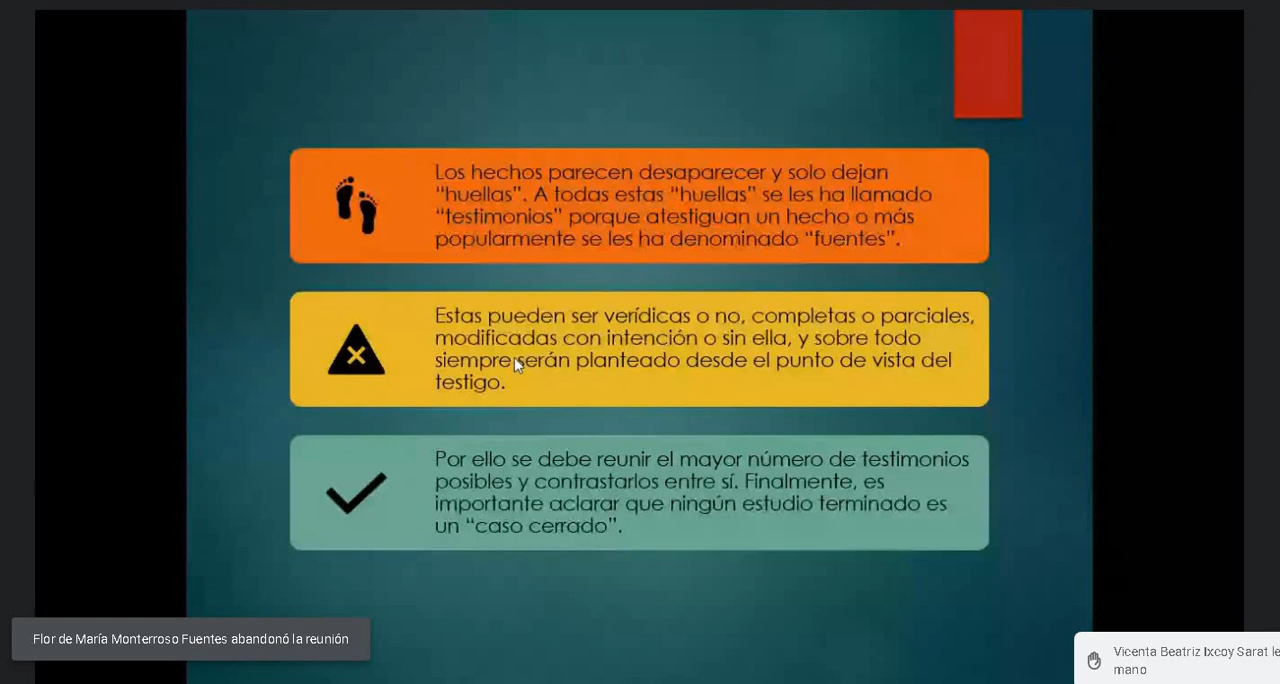 Los hechos parecen desaparecer y solo dejan
“huellas”. A todas estas “huellas” se les ha llamado
“testimonios” porque atestiguan un hecho o más
popularmente se les ha denominado “fuentes”.
Estas pueden ser verídicas o no, completas o parciales,
modificadas con intención o sin ella, y sobre todo
siempre serán planteado desde el punto de vista del
testigo.
Por ello se debe reunir el mayor número de testimonios
posibles y contrastarlos entre sí. Finalmente, es
importante aclarar que ningún estudio terminado es
un “caso cerrado”.
Flor de María Monterroso Fuentes abandonó la reunión
Vicenta Beatriz Ixcoy Sarat le
mano